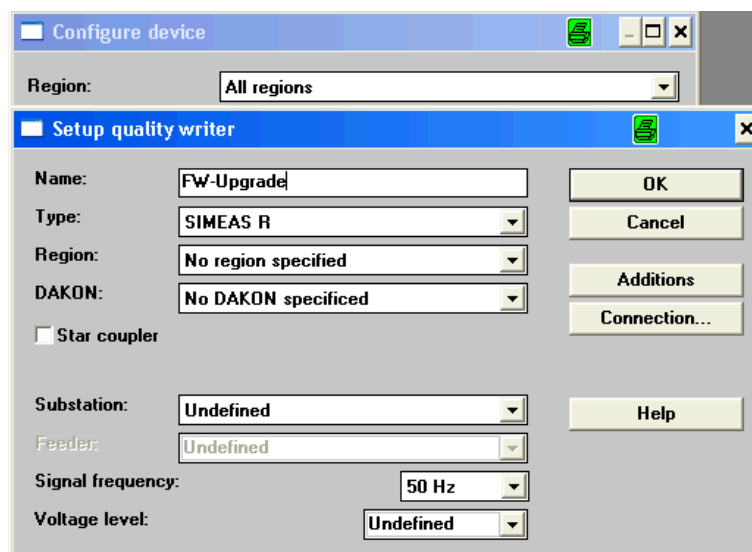 Configure device
Region: All regions
Setup quality writer
Name: FW-Upgrade
OK
Type: SIMEAS R
Cancel
Region: No region specified
Additions
DAKON: No DAKON specificed
Connection...
Star coupler
Substation: Undefined
Help
Feeder: Undefined
Signal frequency: 50 Hz
Voltage level: Undefined